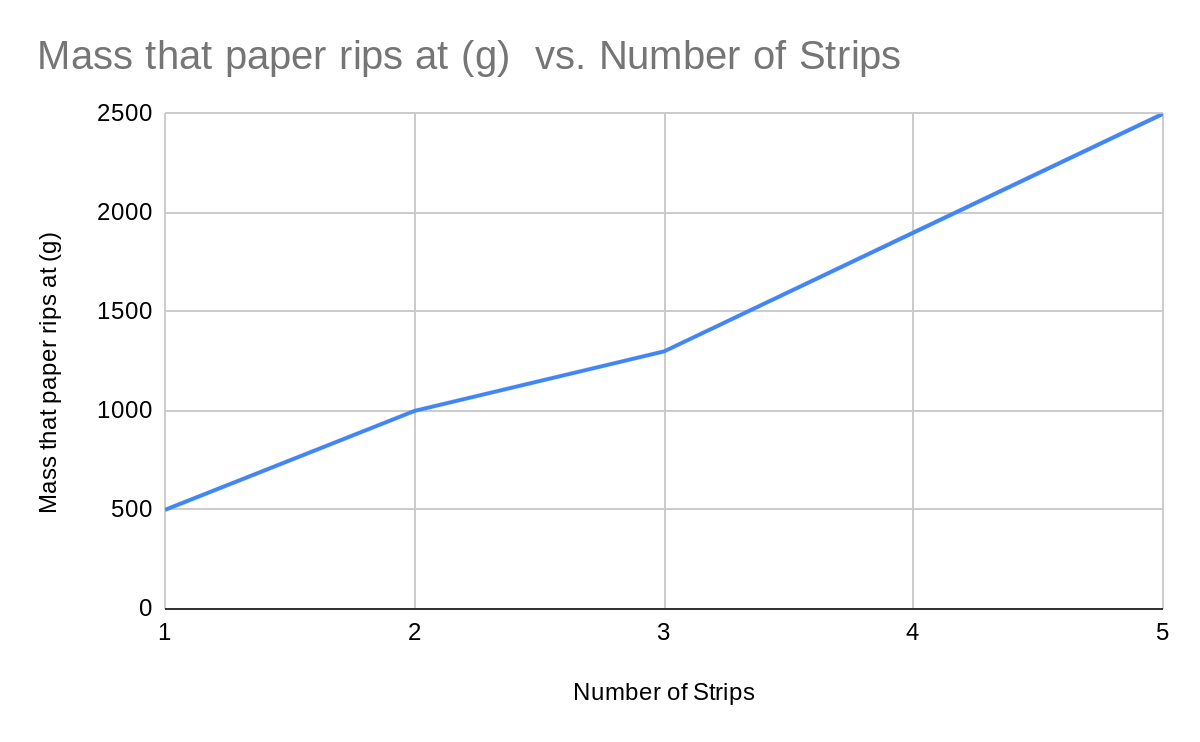 Mass that paper rips at (g)  vs. Number of Strips
2500
2000
1500
1000
500
0
Mass that paper rips at (g)
1 2 3 4 5
Number of Strips